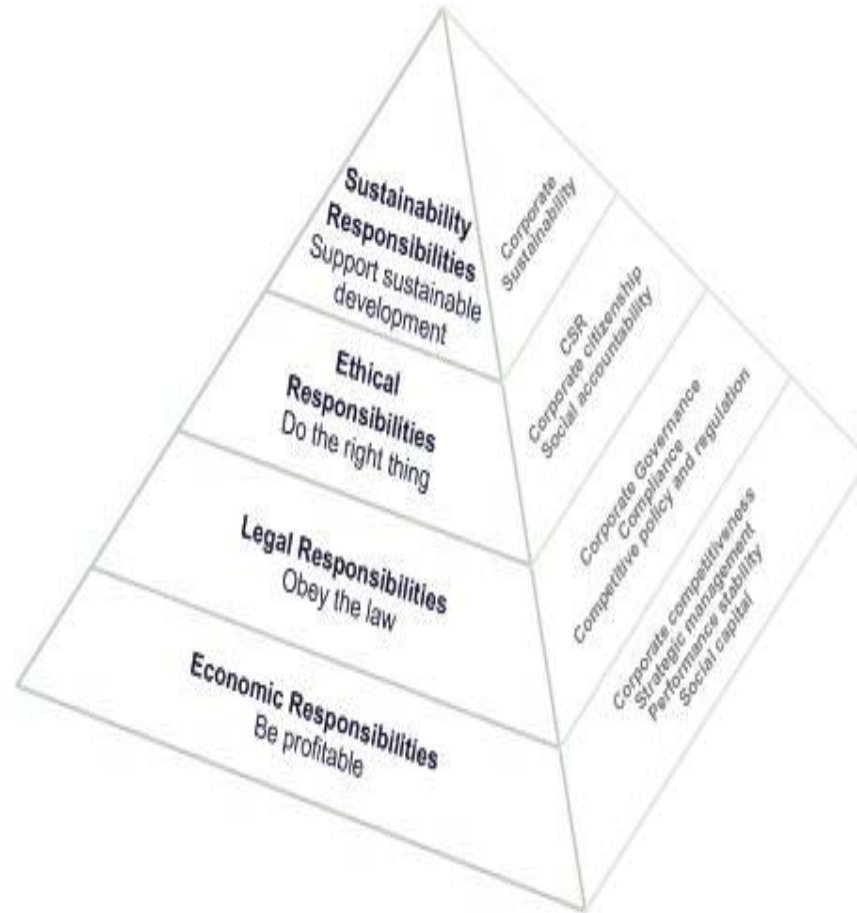 Sustainability
Responsibilities
Support sustainable
development
Corporate
Sustainability
Ethical
Responsibilities
Do the right thing
CSR
Corporate citizenship
Social accountability
Legal Responsibilities
Obey the law
Corporate Governance
Compliance
Competitive policy and regulation
Economic Responsibilities
Be profitable
Corporate competitiveness
Strategic management
Performance stability
Social capital